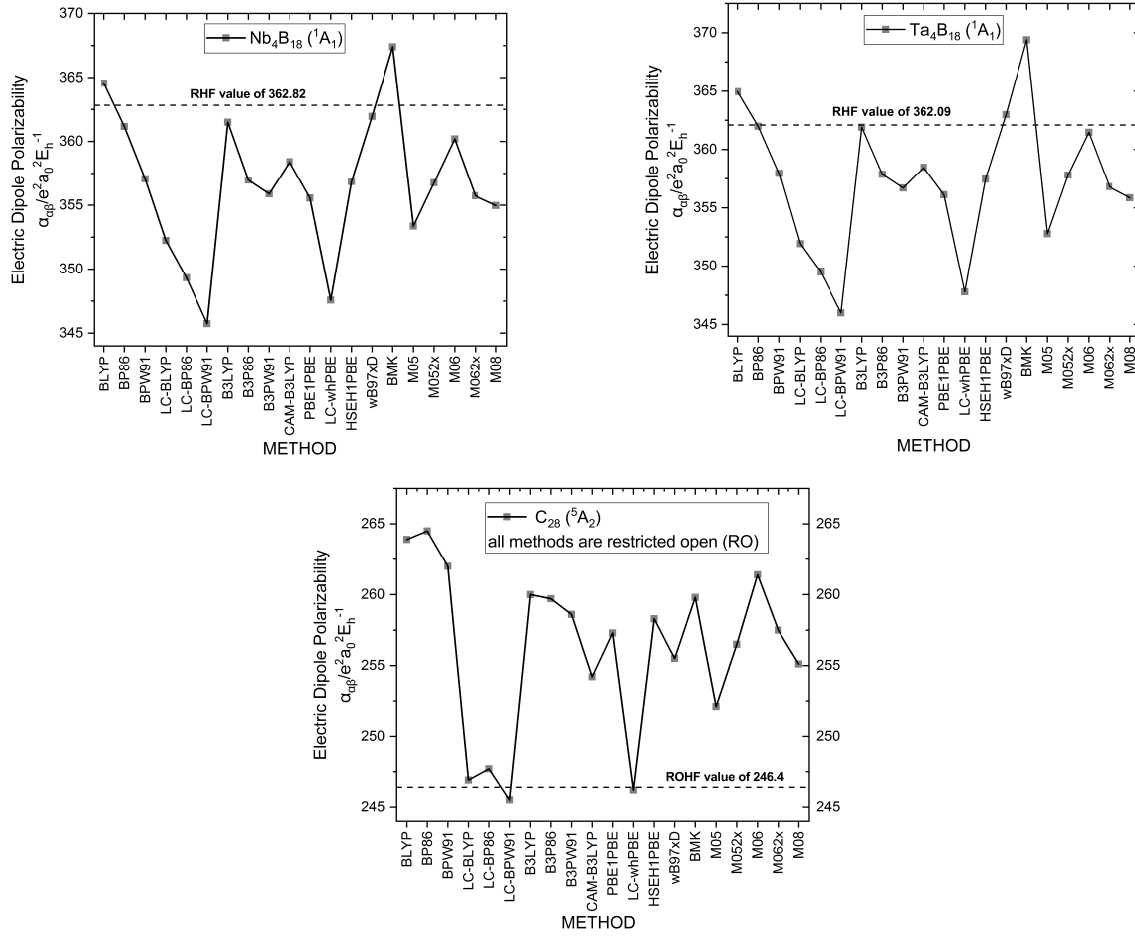 Nb₄B₁₈ (¹A₁)
RHF value of 362.82
Electric Dipole Polarizability
α_αβ/e²a₀²E_h⁻¹
370
365
360
355
350
345
BLYP
BP86
BPW91
LC-BLYP
LC-BP86
LC-BPW91
B3LYP
B3P86
B3PW91
CAM-B3LYP
PBE1PBE
LC-whPBE
HSEH1PBE
wB97xD
BMK
M05
M052x
M06
M062x
M08
METHOD
Ta₄B₁₈ (¹A₁)
RHF value of 362.09
Electric Dipole Polarizability
α_αβ/e²a₀²E_h⁻¹
370
365
360
355
350
345
BLYP
BP86
BPW91
LC-BLYP
LC-BP86
LC-BPW91
B3LYP
B3P86
B3PW91
CAM-B3LYP
PBE1PBE
LC-whPBE
HSEH1PBE
wB97xD
BMK
M05
M052x
M06
M062x
M08
METHOD
C₂₈ (⁵A₂)
all methods are restricted open (RO)
ROHF value of 246.4
Electric Dipole Polarizability
α_αβ/e²a₀²E_h⁻¹
265
260
255
250
245
265
260
255
250
245
BLYP
BP86
BPW91
LC-BLYP
LC-BP86
LC-BPW91
B3LYP
B3P86
B3PW91
CAM-B3LYP
PBE1PBE
LC-whPBE
HSEH1PBE
wB97xD
BMK
M05
M052x
M06
M062x
M08
METHOD